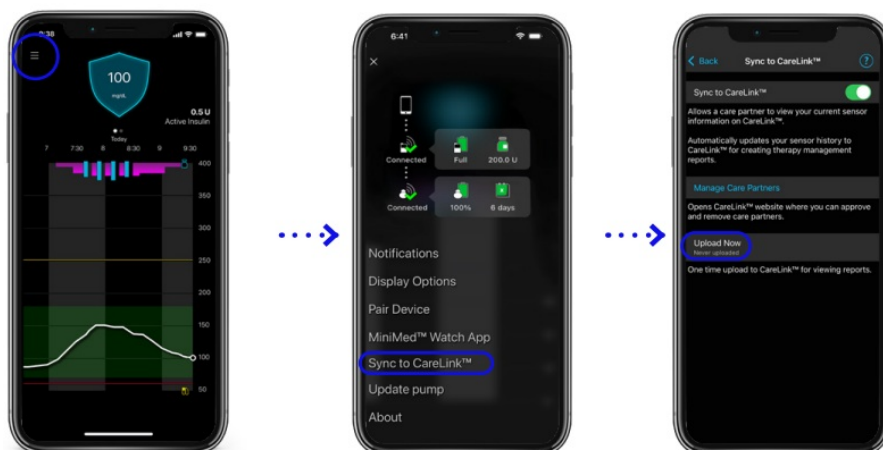 9:38
100
mg/dL
0.5 U
Active Insulin
Today
7 7:30 8 8:30 9 9:30
400
350
300
250
200
150
100
50
6:41
Connected Full 200.0 U
Connected 100% 6 days
Notifications
Display Options
Pair Device
MiniMed™ Watch App
Sync to CareLink™
Update pump
About
Back Sync to CareLink™ ?
Sync to CareLink™
Allows a care partner to view your current sensor
information on CareLink™.
Automatically updates your sensor history to
CareLink™ for creating therapy management
reports.
Manage Care Partners
Opens CareLink™ website where you can approve
and remove care partners.
Upload Now
Never uploaded
One time upload to CareLink™ for viewing reports.